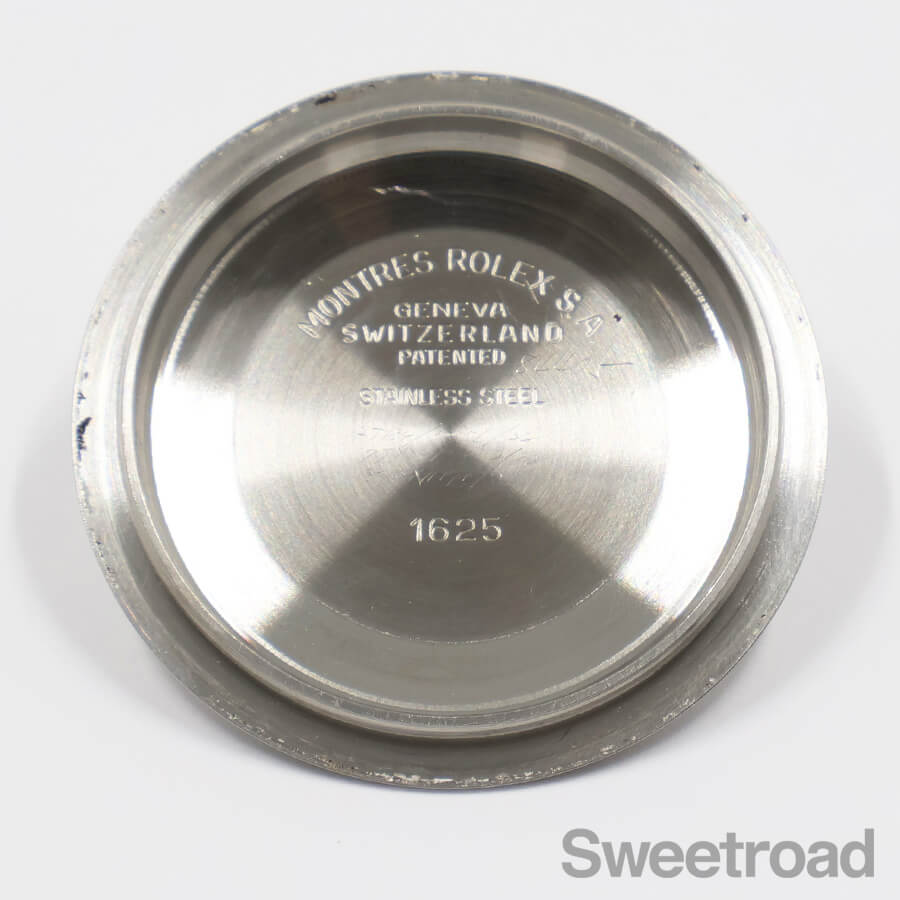 MONTRES ROLEX S.A
GENEVA
SWITZERLAND
PATENTED
STAINLESS STEEL
1625
Sweetroad